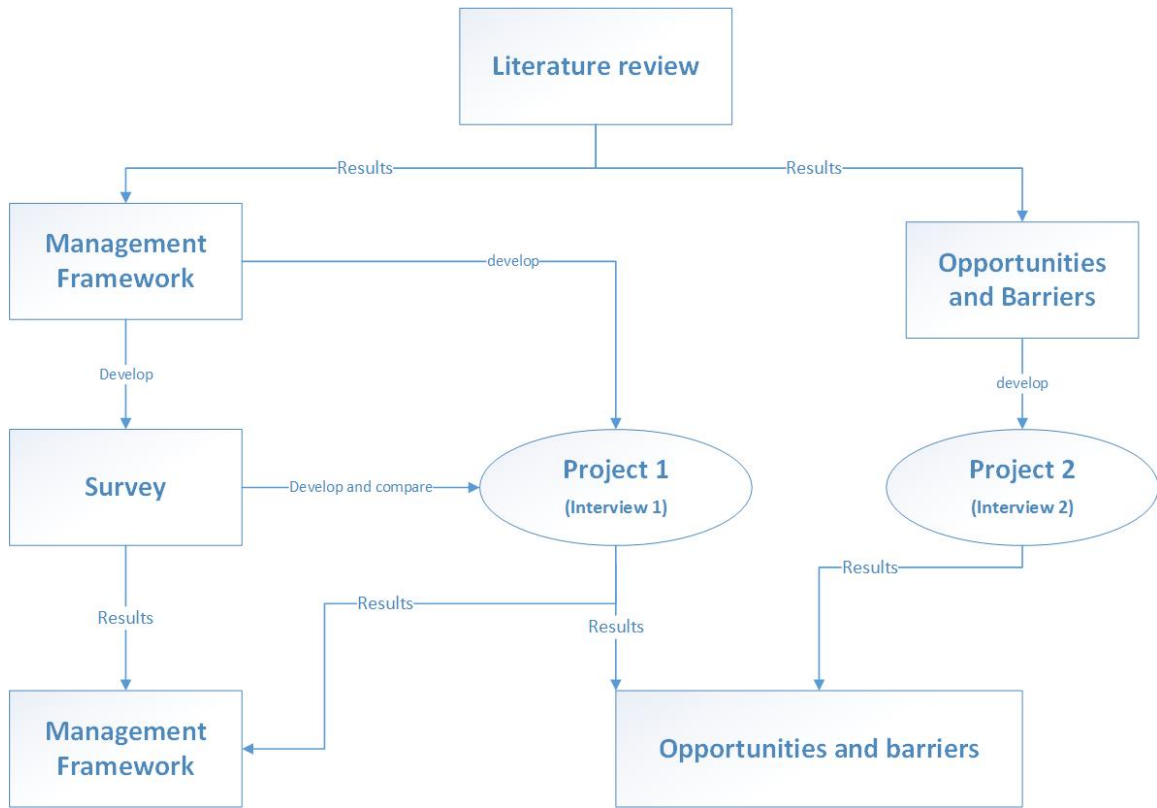 Literature review
Results
Results
Management
Framework
develop
Opportunities
and Barriers
Develop
develop
Survey
Develop and compare
Project 1
(Interview 1)
Project 2
(Interview 2)
Results
Results
Results
Results
Management
Framework
Opportunities and barriers